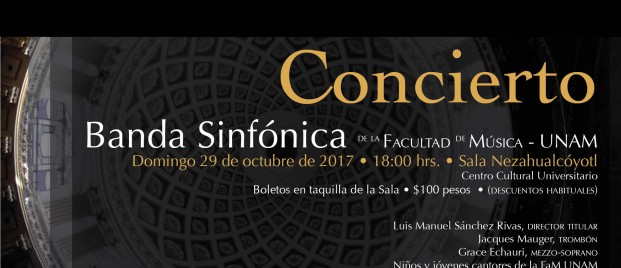 Concierto
Banda Sinfónica DE LA FACULTAD DE MÚSICA - UNAM
Domingo 29 de octubre de 2017 • 18:00 hrs. • Sala Nezahualcóyotl
Centro Cultural Universitario
Boletos en taquilla de la Sala • $100 pesos • (DESCUENTOS HABITUALES)
Luis Manuel Sánchez Rivas, DIRECTOR TITULAR
Jacques Mauger, TROMBÓN
Grace Echauri, MEZZO-SOPRANO
Niños y jóvenes cantores de la FaM UNAM